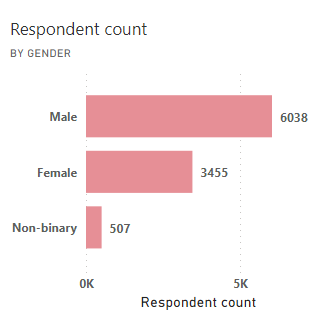 Respondent count
BY GENDER
Male 6038
Female 3455
Non-binary 507
0K 5K
Respondent count